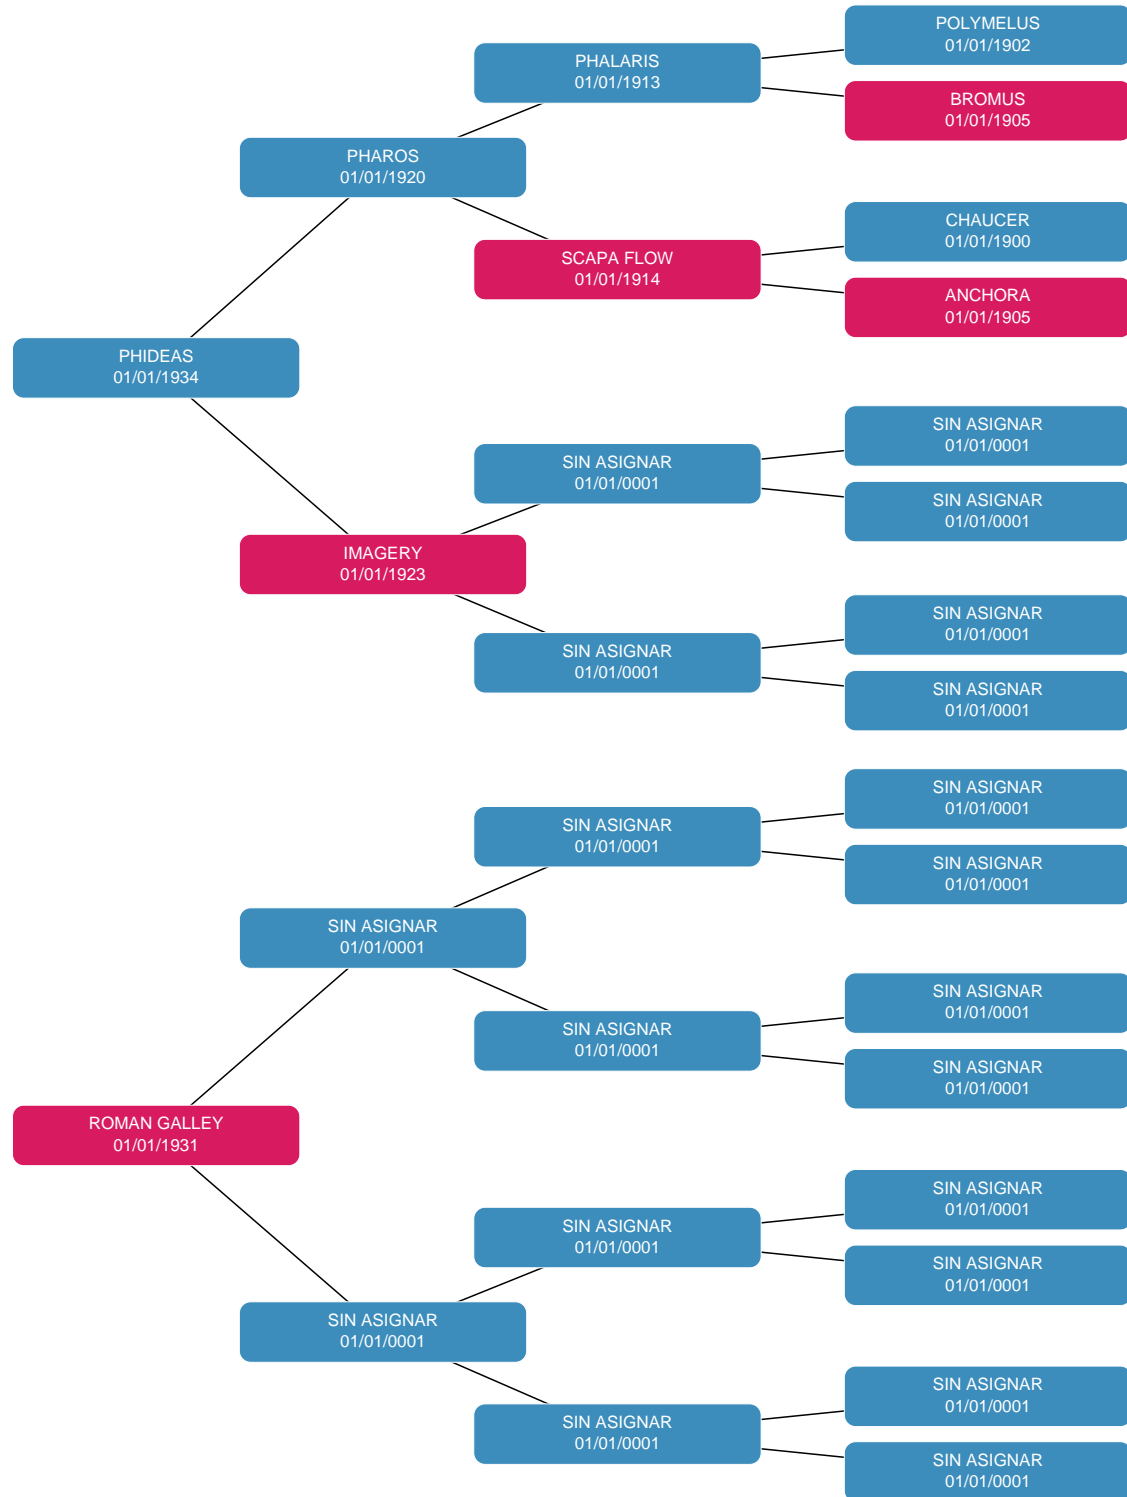 POLYMELUS
01/01/1902
PHALARIS
01/01/1913
BROMUS
01/01/1905
PHAROS
01/01/1920
CHAUCER
01/01/1900
SCAPA FLOW
01/01/1914
ANCHORA
01/01/1905
PHIDEAS
01/01/1934
SIN ASIGNAR
01/01/0001
SIN ASIGNAR
01/01/0001
SIN ASIGNAR
01/01/0001
IMAGERY
01/01/1923
SIN ASIGNAR
01/01/0001
SIN ASIGNAR
01/01/0001
SIN ASIGNAR
01/01/0001
SIN ASIGNAR
01/01/0001
SIN ASIGNAR
01/01/0001
SIN ASIGNAR
01/01/0001
SIN ASIGNAR
01/01/0001
SIN ASIGNAR
01/01/0001
SIN ASIGNAR
01/01/0001
SIN ASIGNAR
01/01/0001
ROMAN GALLEY
01/01/1931
SIN ASIGNAR
01/01/0001
SIN ASIGNAR
01/01/0001
SIN ASIGNAR
01/01/0001
SIN ASIGNAR
01/01/0001
SIN ASIGNAR
01/01/0001
SIN ASIGNAR
01/01/0001
SIN ASIGNAR
01/01/0001